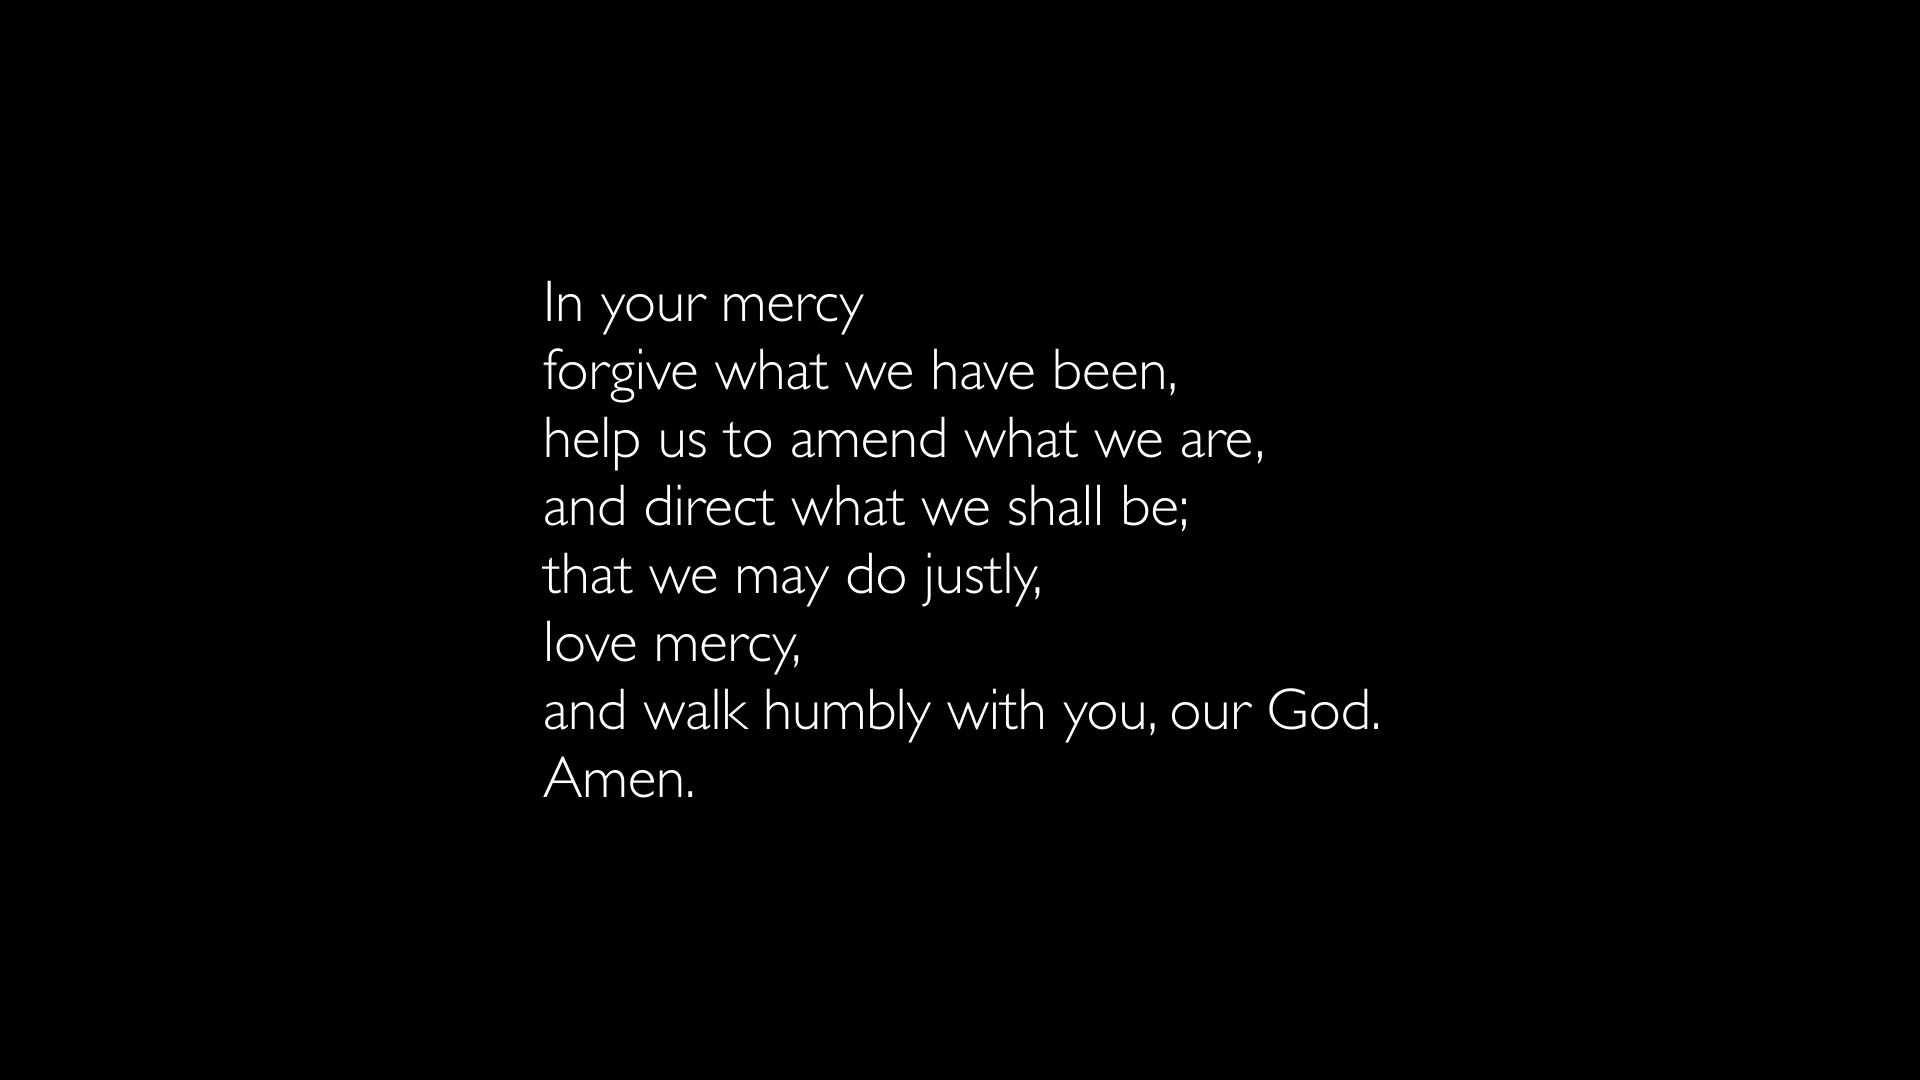 In your mercy
forgive what we have been,
help us to amend what we are,
and direct what we shall be;
that we may do justly,
love mercy,
and walk humbly with you, our God.
Amen.